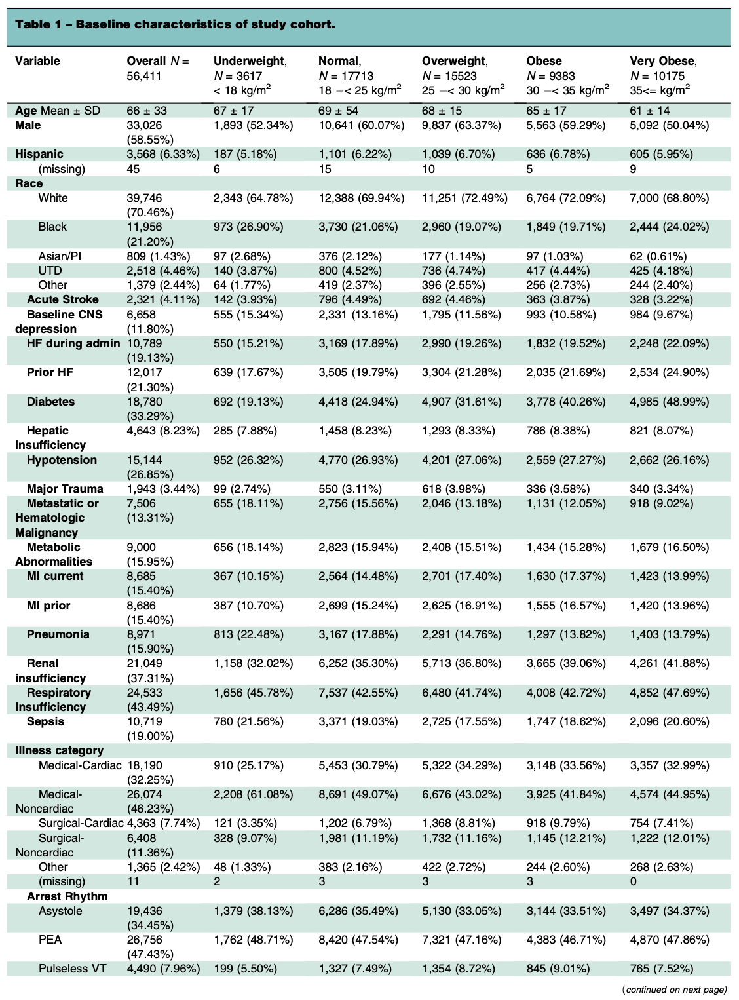 Table 1 – Baseline characteristics of study cohort.
Variable Overall N = 56,411 Underweight, N = 3617 < 18 kg/m² Normal, N = 17713 18 –< 25 kg/m² Overweight, N = 15523 25 –< 30 kg/m² Obese N = 9383 30 –< 35 kg/m² Very Obese, N = 10175 35<= kg/m²
Age Mean ± SD 66 ± 33 67 ± 17 69 ± 54 68 ± 15 65 ± 17 61 ± 14
Male 33,026 (58.55%) 1,893 (52.34%) 10,641 (60.07%) 9,837 (63.37%) 5,563 (59.29%) 5,092 (50.04%)
Hispanic 3,568 (6.33%) 187 (5.18%) 1,101 (6.22%) 1,039 (6.70%) 636 (6.78%) 605 (5.95%)
(missing) 45 6 15 10 5 9
Race
White 39,746 (70.46%) 2,343 (64.78%) 12,388 (69.94%) 11,251 (72.49%) 6,764 (72.09%) 7,000 (68.80%)
Black 11,956 (21.20%) 973 (26.90%) 3,730 (21.06%) 2,960 (19.07%) 1,849 (19.71%) 2,444 (24.02%)
Asian/PI 809 (1.43%) 97 (2.68%) 376 (2.12%) 177 (1.14%) 97 (1.03%) 62 (0.61%)
UTD 2,518 (4.46%) 140 (3.87%) 800 (4.52%) 736 (4.74%) 417 (4.44%) 425 (4.18%)
Other 1,379 (2.44%) 64 (1.77%) 419 (2.37%) 396 (2.55%) 256 (2.73%) 244 (2.40%)
Acute Stroke 2,321 (4.11%) 142 (3.93%) 796 (4.49%) 692 (4.46%) 363 (3.87%) 328 (3.22%)
Baseline CNS depression 6,658 (11.80%) 555 (15.34%) 2,331 (13.16%) 1,795 (11.56%) 993 (10.58%) 984 (9.67%)
HF during admin 10,789 (19.13%) 550 (15.21%) 3,169 (17.89%) 2,990 (19.26%) 1,832 (19.52%) 2,248 (22.09%)
Prior HF 12,017 (21.30%) 639 (17.67%) 3,505 (19.79%) 3,304 (21.28%) 2,035 (21.69%) 2,534 (24.90%)
Diabetes 18,780 (33.29%) 692 (19.13%) 4,418 (24.94%) 4,907 (31.61%) 3,778 (40.26%) 4,985 (48.99%)
Hepatic Insufficiency 4,643 (8.23%) 285 (7.88%) 1,458 (8.23%) 1,293 (8.33%) 786 (8.38%) 821 (8.07%)
Hypotension 15,144 (26.85%) 952 (26.32%) 4,770 (26.93%) 4,201 (27.06%) 2,559 (27.27%) 2,662 (26.16%)
Major Trauma 1,943 (3.44%) 99 (2.74%) 550 (3.11%) 618 (3.98%) 336 (3.58%) 340 (3.34%)
Metastatic or Hematologic Malignancy 7,506 (13.31%) 655 (18.11%) 2,756 (15.56%) 2,046 (13.18%) 1,131 (12.05%) 918 (9.02%)
Metabolic Abnormalities 9,000 (15.95%) 656 (18.14%) 2,823 (15.94%) 2,408 (15.51%) 1,434 (15.28%) 1,679 (16.50%)
MI current 8,685 (15.40%) 367 (10.15%) 2,564 (14.48%) 2,701 (17.40%) 1,630 (17.37%) 1,423 (13.99%)
MI prior 8,686 (15.40%) 387 (10.70%) 2,699 (15.24%) 2,625 (16.91%) 1,555 (16.57%) 1,420 (13.96%)
Pneumonia 8,971 (15.90%) 813 (22.48%) 3,167 (17.88%) 2,291 (14.76%) 1,297 (13.82%) 1,403 (13.79%)
Renal insufficiency 21,049 (37.31%) 1,158 (32.02%) 6,252 (35.30%) 5,713 (36.80%) 3,665 (39.06%) 4,261 (41.88%)
Respiratory Insufficiency 24,533 (43.49%) 1,656 (45.78%) 7,537 (42.55%) 6,480 (41.74%) 4,008 (42.72%) 4,852 (47.69%)
Sepsis 10,719 (19.00%) 780 (21.56%) 3,371 (19.03%) 2,725 (17.55%) 1,747 (18.62%) 2,096 (20.60%)
Illness category
Medical-Cardiac 18,190 (32.25%) 910 (25.17%) 5,453 (30.79%) 5,322 (34.29%) 3,148 (33.56%) 3,357 (32.99%)
Medical-Noncardiac 26,074 (46.23%) 2,208 (61.08%) 8,691 (49.07%) 6,676 (43.02%) 3,925 (41.84%) 4,574 (44.95%)
Surgical-Cardiac 4,363 (7.74%) 121 (3.35%) 1,202 (6.79%) 1,368 (8.81%) 918 (9.79%) 754 (7.41%)
Surgical-Noncardiac 6,408 (11.36%) 328 (9.07%) 1,981 (11.19%) 1,732 (11.16%) 1,145 (12.21%) 1,222 (12.01%)
Other 1,365 (2.42%) 48 (1.33%) 383 (2.16%) 422 (2.72%) 244 (2.60%) 268 (2.63%)
(missing) 11 2 3 3 3 0
Arrest Rhythm
Asystole 19,436 (34.45%) 1,379 (38.13%) 6,286 (35.49%) 5,130 (33.05%) 3,144 (33.51%) 3,497 (34.37%)
PEA 26,756 (47.43%) 1,762 (48.71%) 8,420 (47.54%) 7,321 (47.16%) 4,383 (46.71%) 4,870 (47.86%)
Pulseless VT 4,490 (7.96%) 199 (5.50%) 1,327 (7.49%) 1,354 (8.72%) 845 (9.01%) 765 (7.52%)
(continued on next page)